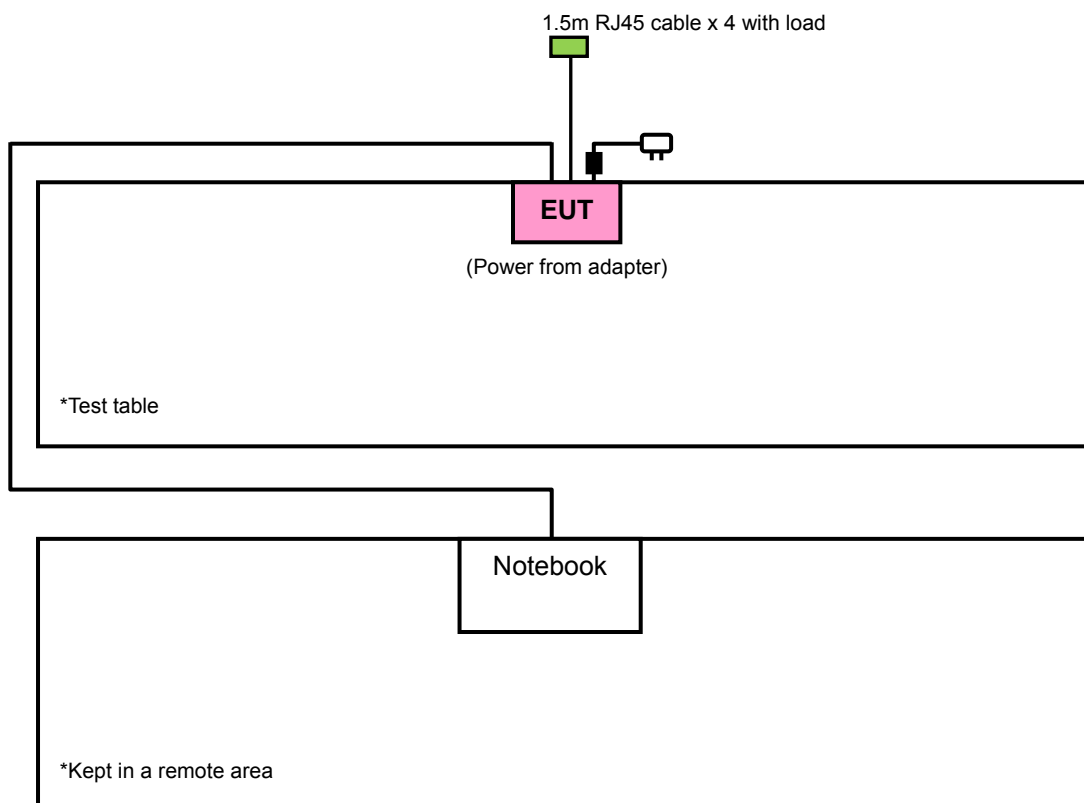 1.5m RJ45 cable x 4 with load
EUT
(Power from adapter)
*Test table
Notebook
*Kept in a remote area